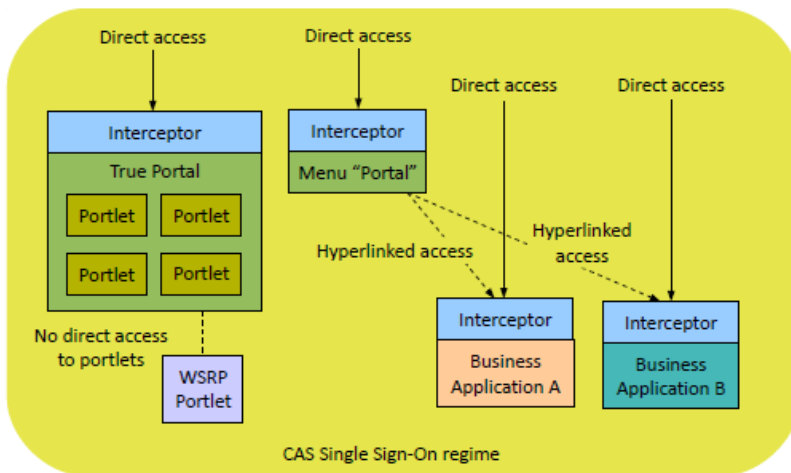 Direct access
Interceptor
True Portal
Portlet
Portlet
Portlet
Portlet
No direct access
to portlets
WSRP
Portlet
Direct access
Interceptor
Menu “Portal”
Hyperlinked access
Hyperlinked
access
Direct access
Interceptor
Business
Application A
Direct access
Interceptor
Business
Application B
CAS Single Sign-On regime